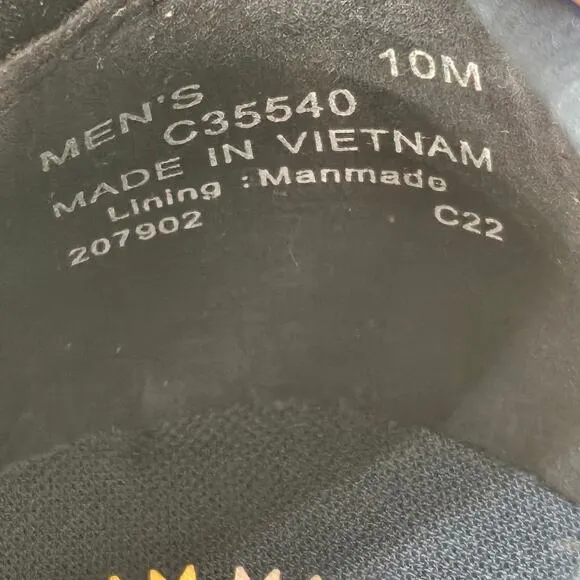 10M
MEN'S
C35540
MADE IN VIETNAM
Lining : Manmade
207902 C22